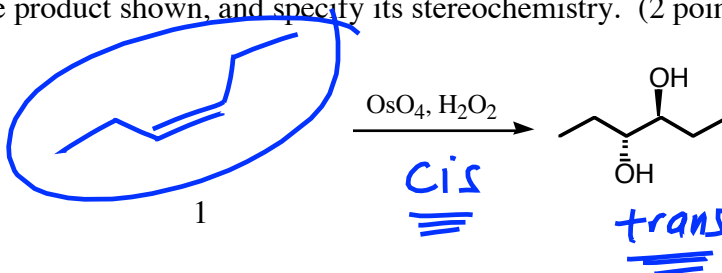 e product shown, and specify its stereochemistry. (2 poin
OH
OsO4, H2O2
cis
OH
1
trans